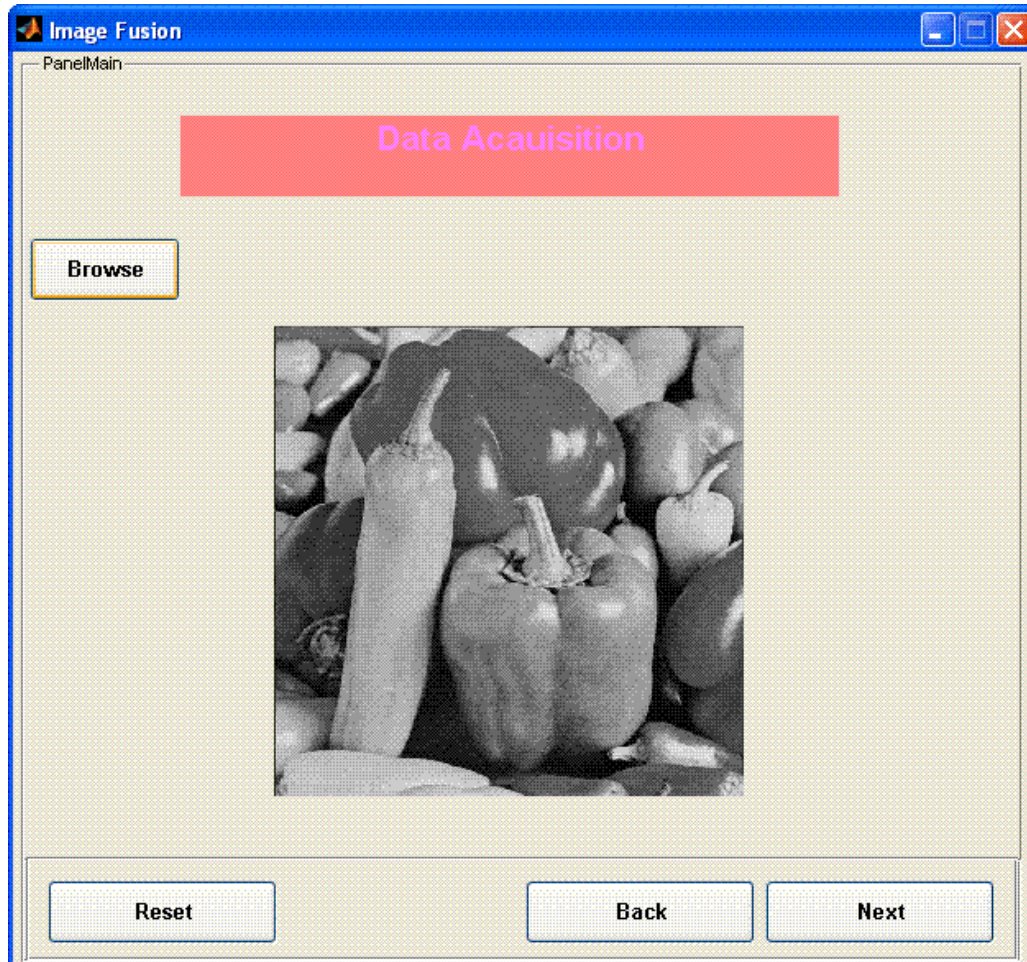 Image Fusion
PanelMain
Data Acauisition
Browse
Reset
Back
Next